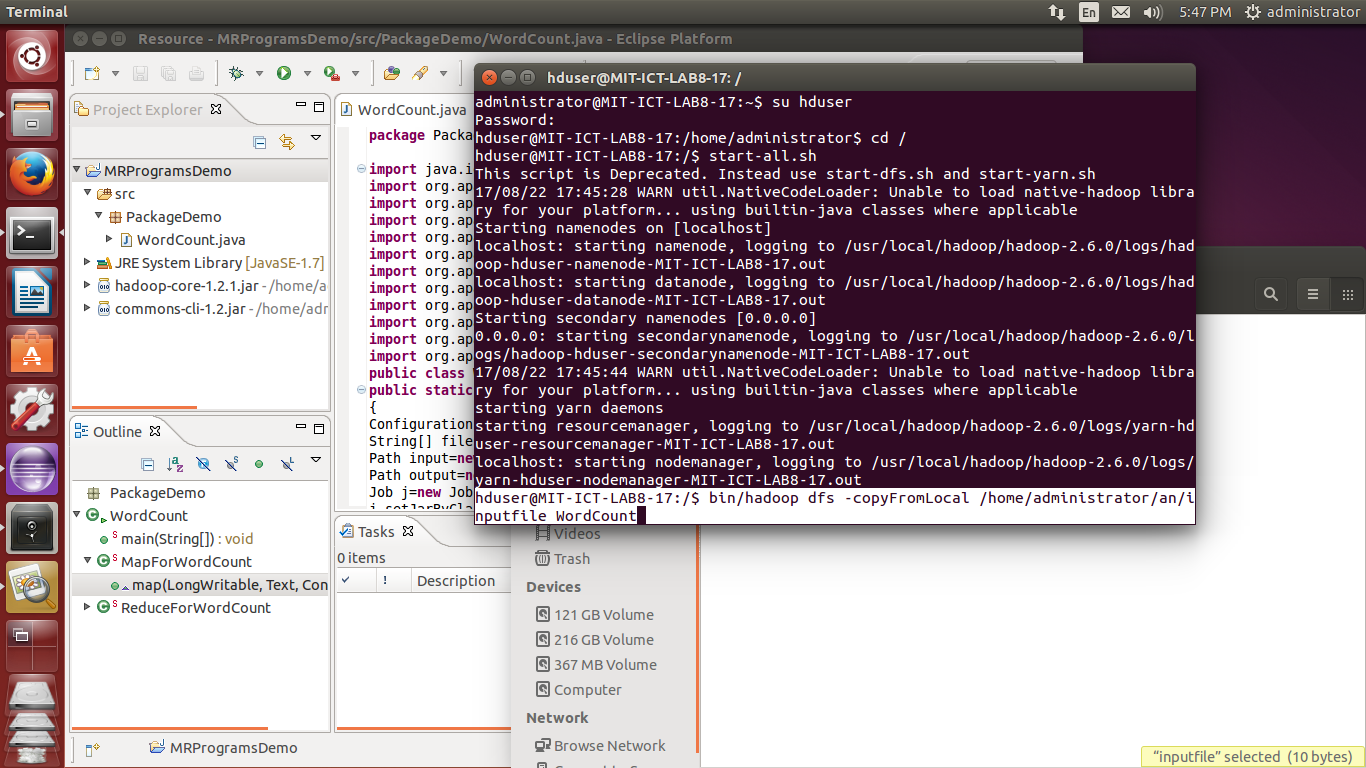 Terminal
En
5:47 PM
administrator
Resource - MRProgramsDemo/src/PackageDemo/WordCount.java - Eclipse Platform
Project Explorer
MRProgramsDemo
src
PackageDemo
WordCount.java
JRE System Library [JavaSE-1.7]
hadoop-core-1.2.1.jar - /home/a
commons-cli-1.2.jar - /home/adr
Outline
PackageDemo
WordCount
main(String[]) : void
MapForWordCount
map(LongWritable, Text, Con
ReduceForWordCount
WordCount.java
package Packa
import java.i
import org.ap
import org.ap
import org.ap
import org.ap
import org.ap
import org.ap
import org.ap
import org.ap
import org.ap
import org.ap
import org.ap
public class
public static
{
Configuration
String[] file
Path input=new
Path output=ne
Job j=new Job
j.setJarByCla
Tasks
0 items
! Description
hduser@MIT-ICT-LAB8-17: /
administrator@MIT-ICT-LAB8-17:~$ su hduser
Password:
hduser@MIT-ICT-LAB8-17:/home/administrator$ cd /
hduser@MIT-ICT-LAB8-17:/$ start-all.sh
This script is Deprecated. Instead use start-dfs.sh and start-yarn.sh
17/08/22 17:45:28 WARN util.NativeCodeLoader: Unable to load native-hadoop libra
ry for your platform... using builtin-java classes where applicable
Starting namenodes on [localhost]
localhost: starting namenode, logging to /usr/local/hadoop/hadoop-2.6.0/logs/had
oop-hduser-namenode-MIT-ICT-LAB8-17.out
localhost: starting datanode, logging to /usr/local/hadoop/hadoop-2.6.0/logs/had
oop-hduser-datanode-MIT-ICT-LAB8-17.out
Starting secondary namenodes [0.0.0.0]
0.0.0.0: starting secondarynamenode, logging to /usr/local/hadoop/hadoop-2.6.0/l
ogs/hadoop-hduser-secondarynamenode-MIT-ICT-LAB8-17.out
17/08/22 17:45:44 WARN util.NativeCodeLoader: Unable to load native-hadoop libra
ry for your platform... using builtin-java classes where applicable
starting yarn daemons
starting resourcemanager, logging to /usr/local/hadoop/hadoop-2.6.0/logs/yarn-hd
user-resourcemanager-MIT-ICT-LAB8-17.out
localhost: starting nodemanager, logging to /usr/local/hadoop/hadoop-2.6.0/logs/
yarn-hduser-nodemanager-MIT-ICT-LAB8-17.out
hduser@MIT-ICT-LAB8-17:/$ bin/hadoop dfs -copyFromLocal /home/administrator/an/i
nputfile WordCount
Videos
Trash
Devices
121 GB Volume
216 GB Volume
367 MB Volume
Computer
Network
Browse Network
MRProgramsDemo
“inputfile” selected (10 bytes)